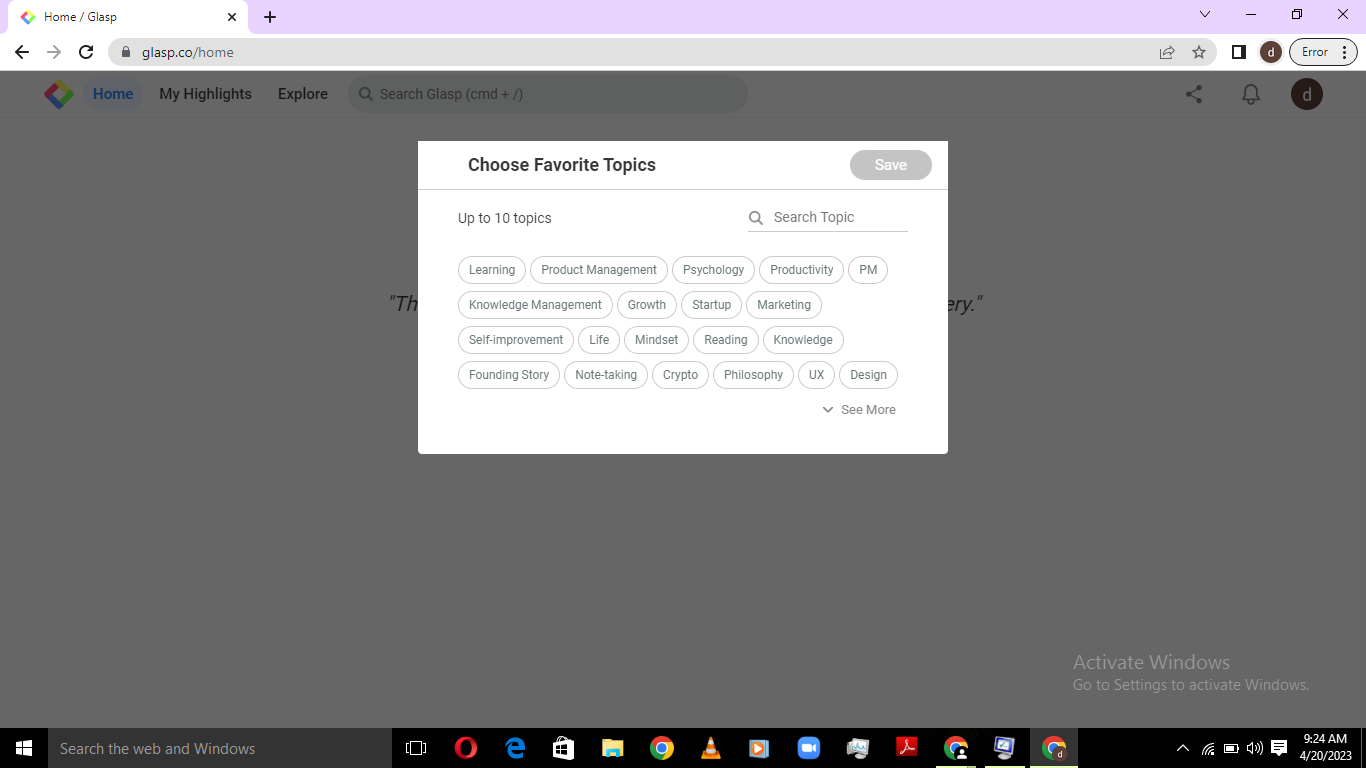 Home / Glasp
glasp.co/home
d
Error
Home My Highlights Explore Search Glasp (cmd + /)
d
Choose Favorite Topics
Save
Up to 10 topics
Search Topic
Learning Product Management Psychology Productivity PM
Knowledge Management Growth Startup Marketing
"Th
ery."
Self-improvement Life Mindset Reading Knowledge
Founding Story Note-taking Crypto Philosophy UX Design
See More
Activate Windows
Go to Settings to activate Windows.
Search the web and Windows
d
9:24 AM
4/20/2023